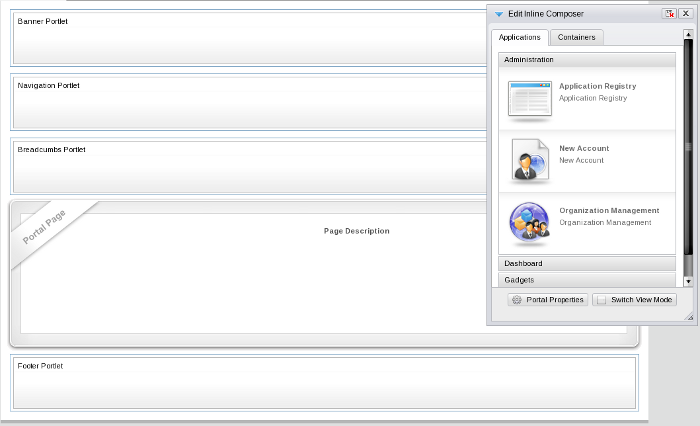 Banner Portlet
Navigation Portlet
Breadcumbs Portlet
Portal Page
Page Description
Footer Portlet
Edit Inline Composer
Applications Containers
Administration
Application Registry
Application Registry
New Account
New Account
Organization Management
Organization Management
Dashboard
Gadgets
Portal Properties Switch View Mode